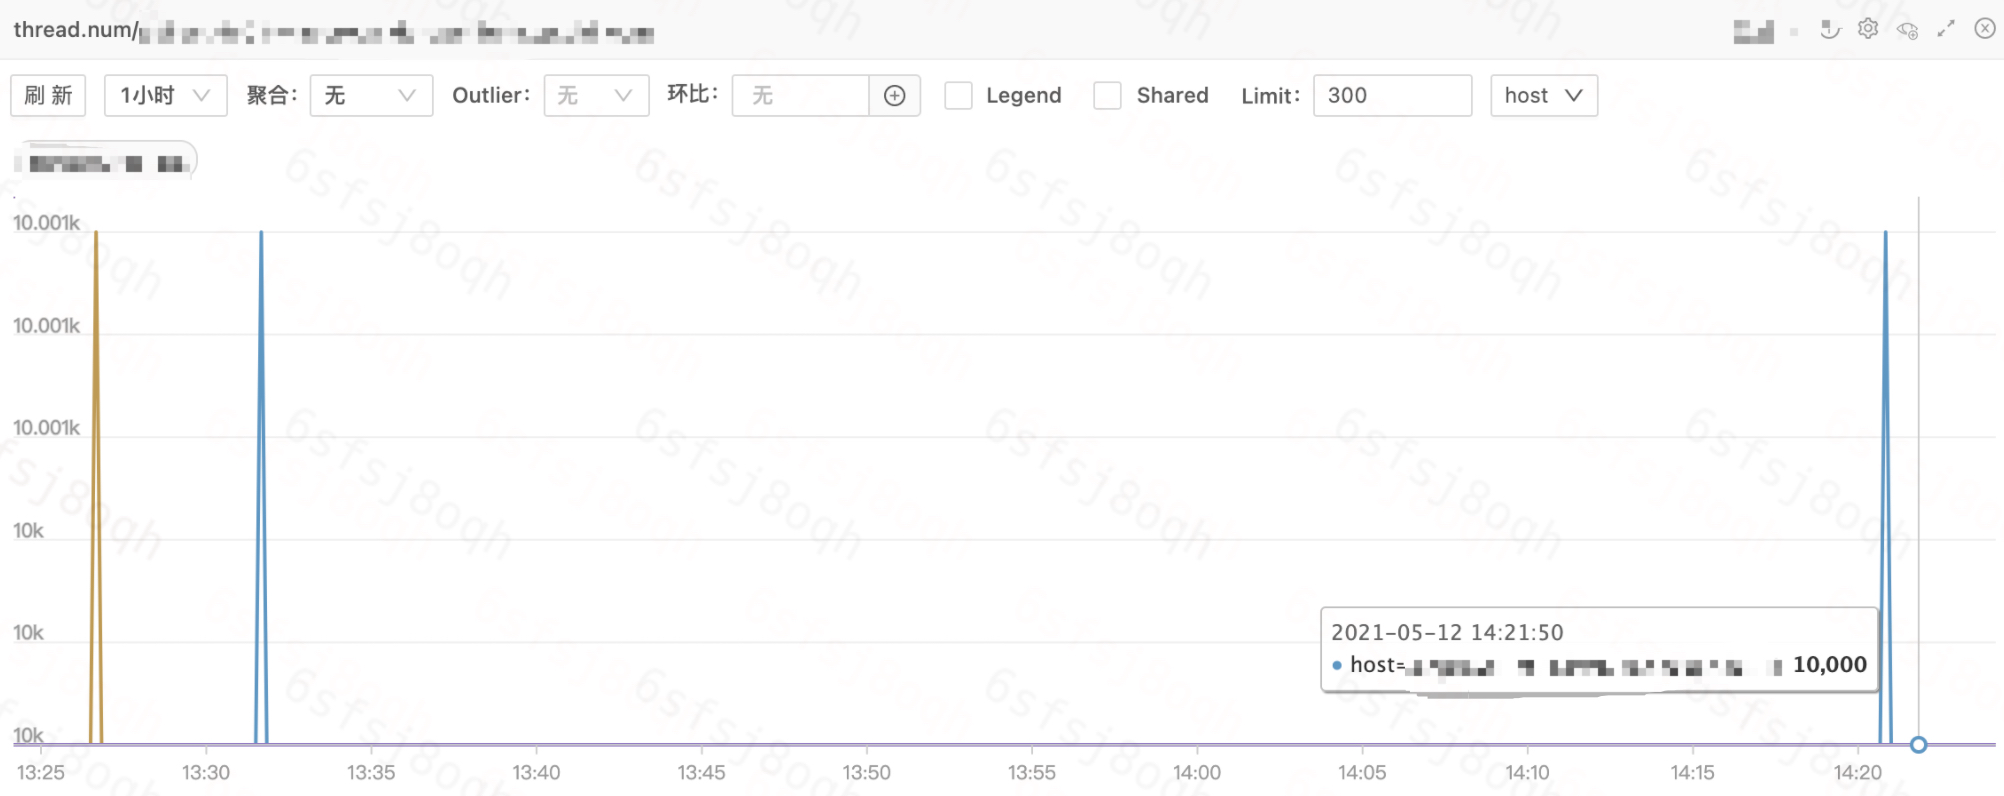 thread.num/
刷 新 1小时 聚合: 无 Outlier: 无 环比: 无 Legend Shared Limit: 300 host
10.001k
10.001k
10.001k
10k
10k
10k
2021-05-12 14:21:50
host= 10,000
13:25 13:30 13:35 13:40 13:45 13:50 13:55 14:00 14:05 14:10 14:15 14:20
6sfsj8oqh